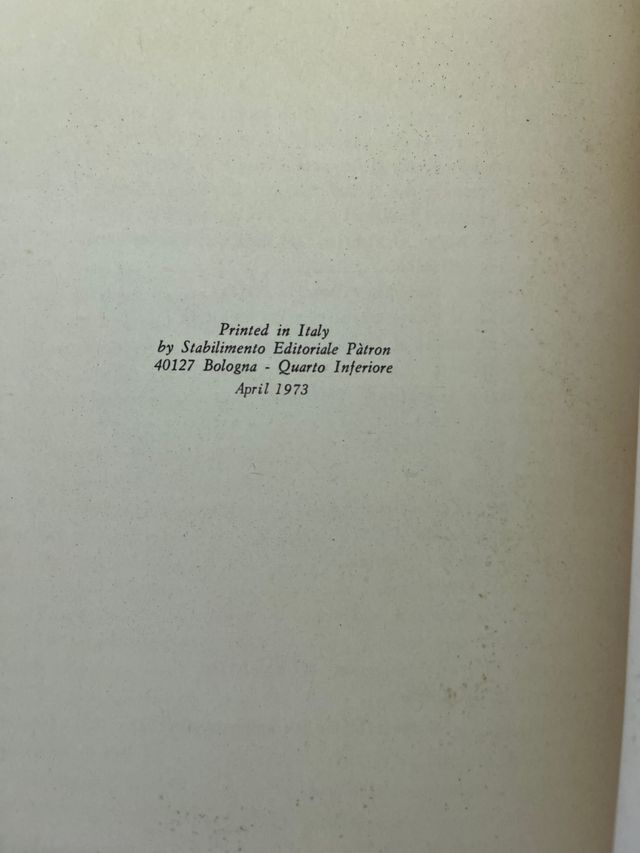 Printed in Italy
by Stabilimento Editoriale Pàtron
40127 Bologna - Quarto Inferiore
April 1973